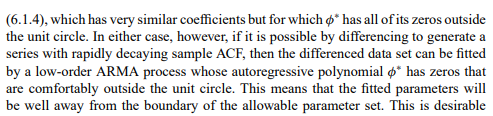 (6.1.4), which has very similar coefficients but for which ϕ* has all of its zeros outside
the unit circle. In either case, however, if it is possible by differencing to generate a
series with rapidly decaying sample ACF, then the differenced data set can be fitted
by a low-order ARMA process whose autoregressive polynomial ϕ* has zeros that
are comfortably outside the unit circle. This means that the fitted parameters will
be well away from the boundary of the allowable parameter set. This is desirable